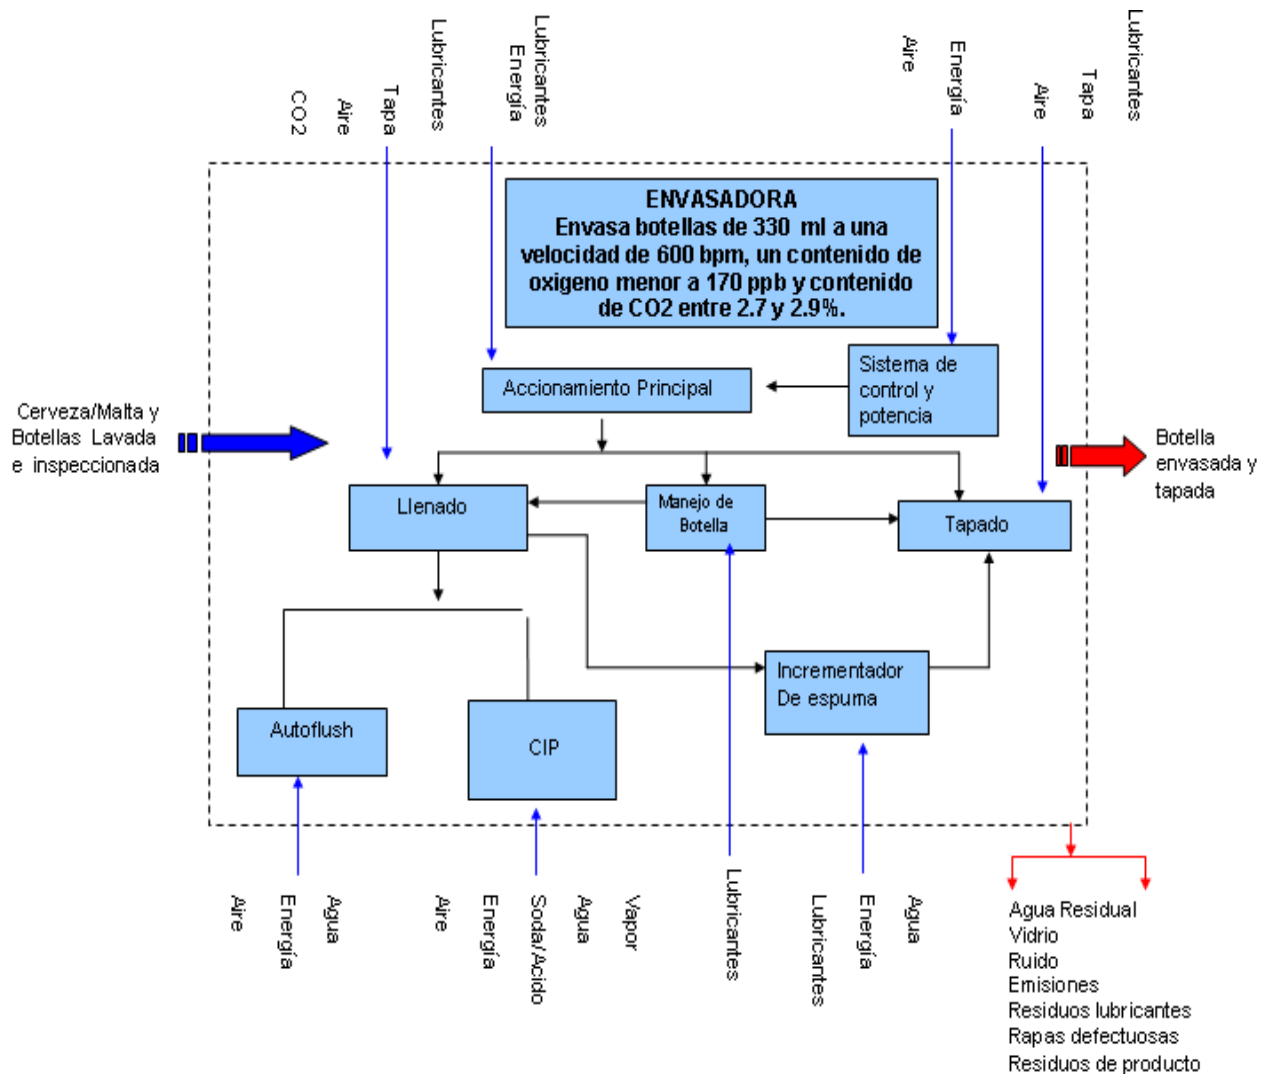 Lubricantes
Tapa
Aire
CO2
Lubricantes
Energía
Energía
Aire
Lubricantes
Tapa
Aire
ENVASADORA
Envasa botellas de 330 ml a una
velocidad de 600 bpm, un contenido de
oxigeno menor a 170 ppb y contenido
de CO2 entre 2.7 y 2.9%.
Sistema de
control y
potencia
Accionamiento Principal
Cerveza/Malta y
Botellas Lavada
e inspeccionada
Botella
envasada y
tapada
Llenado
Manejo de
Botella
Tapado
Incrementador
De espuma
Autoflush
CIP
Agua
Energía
Aire
Vapor
Agua
Soda/Acido
Energía
Aire
Lubricantes
Agua
Energía
Lubricantes
Agua Residual
Vidrio
Ruido
Emisiones
Residuos lubricantes
Rapas defectuosas
Residuos de producto